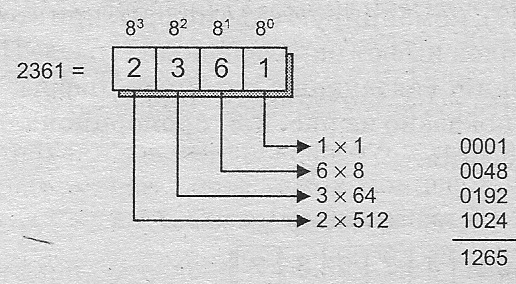 8³ 8² 8¹ 8⁰
2361 = 2 3 6 1
1 × 1 0001
6 × 8 0048
3 × 64 0192
2 × 512 1024
1265